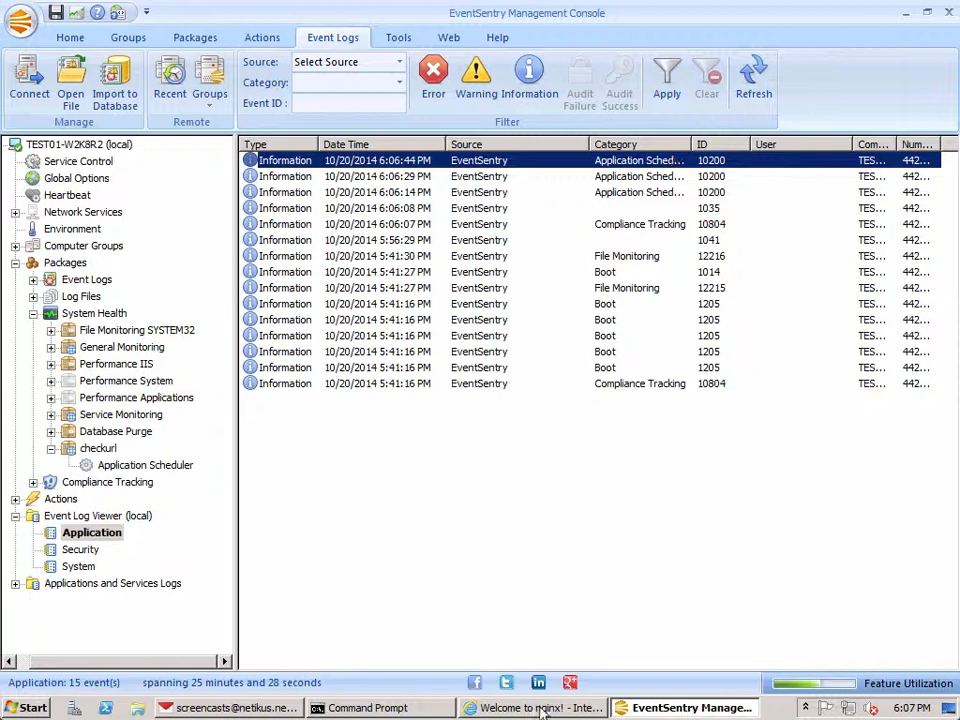 EventSentry Management Console
Home Groups Packages Actions Event Logs Tools Web Help
Connect
Open File
Import to Database
Manage
Recent
Groups
Remote
Source: Select Source
Category:
Event ID :
Error
Warning
Information
Audit Failure
Audit Success
Filter
Apply
Clear
Refresh
TEST01-W2K8R2 (local)
Service Control
Global Options
Heartbeat
Network Services
Environment
Computer Groups
Packages
Event Logs
Log Files
System Health
File Monitoring SYSTEM32
General Monitoring
Performance IIS
Performance System
Performance Applications
Service Monitoring
Database Purge
checkurl
Application Scheduler
Compliance Tracking
Actions
Event Log Viewer (local)
Application
Security
System
Applications and Services Logs
Type Date Time Source Category ID User Com... Num...
Information 10/20/2014 6:06:44 PM EventSentry Application Sched... 10200 TES... 442...
Information 10/20/2014 6:06:29 PM EventSentry Application Sched... 10200 TES... 442...
Information 10/20/2014 6:06:14 PM EventSentry Application Sched... 10200 TES... 442...
Information 10/20/2014 6:06:08 PM EventSentry 1035 TES... 442...
Information 10/20/2014 6:06:07 PM EventSentry Compliance Tracking 10804 TES... 442...
Information 10/20/2014 5:56:29 PM EventSentry 1041 TES... 442...
Information 10/20/2014 5:41:30 PM EventSentry File Monitoring 12216 TES... 442...
Information 10/20/2014 5:41:27 PM EventSentry Boot 1014 TES... 442...
Information 10/20/2014 5:41:27 PM EventSentry File Monitoring 12215 TES... 442...
Information 10/20/2014 5:41:16 PM EventSentry Boot 1205 TES... 442...
Information 10/20/2014 5:41:16 PM EventSentry Boot 1205 TES... 442...
Information 10/20/2014 5:41:16 PM EventSentry Boot 1205 TES... 442...
Information 10/20/2014 5:41:16 PM EventSentry Boot 1205 TES... 442...
Information 10/20/2014 5:41:16 PM EventSentry Boot 1205 TES... 442...
Information 10/20/2014 5:41:16 PM EventSentry Compliance Tracking 10804 TES... 442...
Application: 15 event(s) spanning 25 minutes and 28 seconds
Feature Utilization
Start
screencasts@netikus.ne...
Command Prompt
Welcome to nginx! - Inte...
EventSentry Manage...
6:07 PM